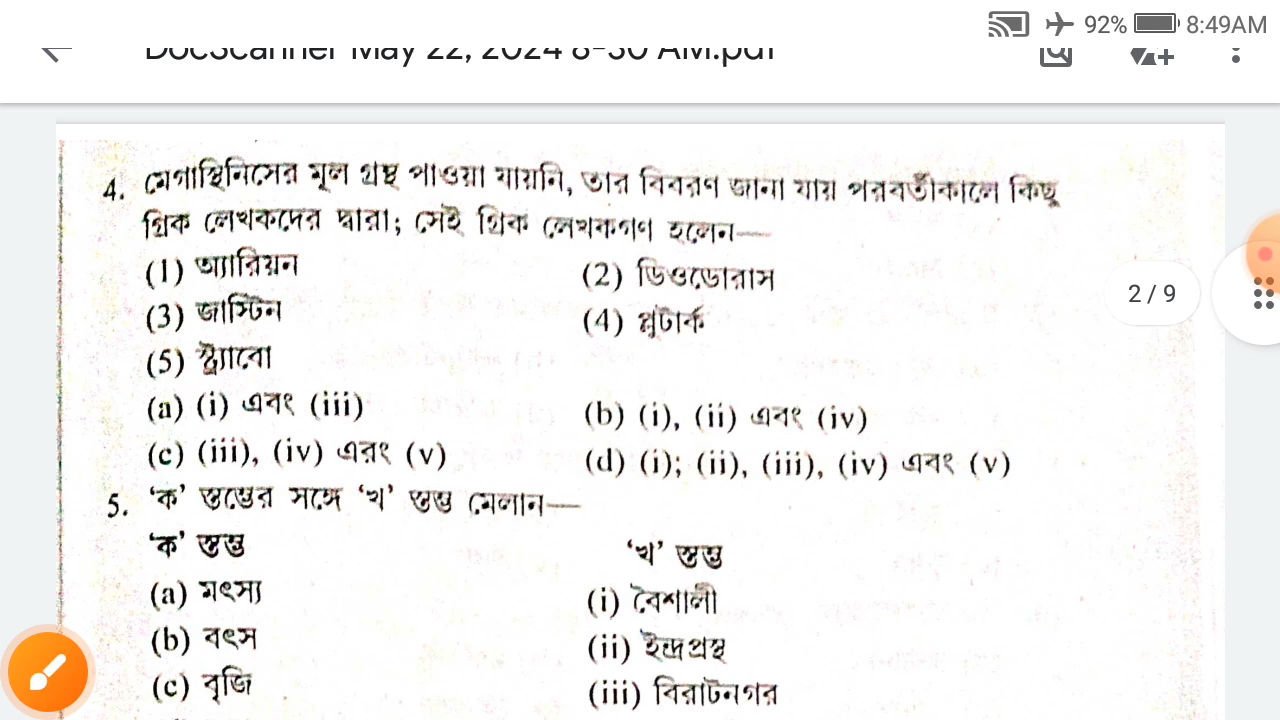 92% 8:49AM
DocScanner May 22, 2024 8-30 AM.pdf
4. মেগাস্থিনিসের মূল গ্রন্থ পাওয়া যায়নি, তার বিবরণ জানা যায় পরবর্তীকালে কিছু
গ্রিক লেখকদের দ্বারা; সেই গ্রিক লেখকগণ হলেন—
(1) অ্যারিয়ন (2) ডিওডোরাস
(3) জাস্টিন (4) প্লুটার্ক
2 / 9
(5) স্ট্র্যাবো
(a) (i) এবং (iii) (b) (i), (ii) এবং (iv)
(c) (iii), (iv) এবং (v) (d) (i); (ii), (iii), (iv) এবং (v)
5. ‘ক’ স্তম্ভের সঙ্গে ‘খ’ স্তম্ভ মেলান—
‘ক’ স্তম্ভ ‘খ’ স্তম্ভ
(a) মৎস্য (i) বৈশালী
(b) বৎস (ii) ইন্দ্রপ্রস্থ
(c) বৃজি (iii) বিরাটনগর